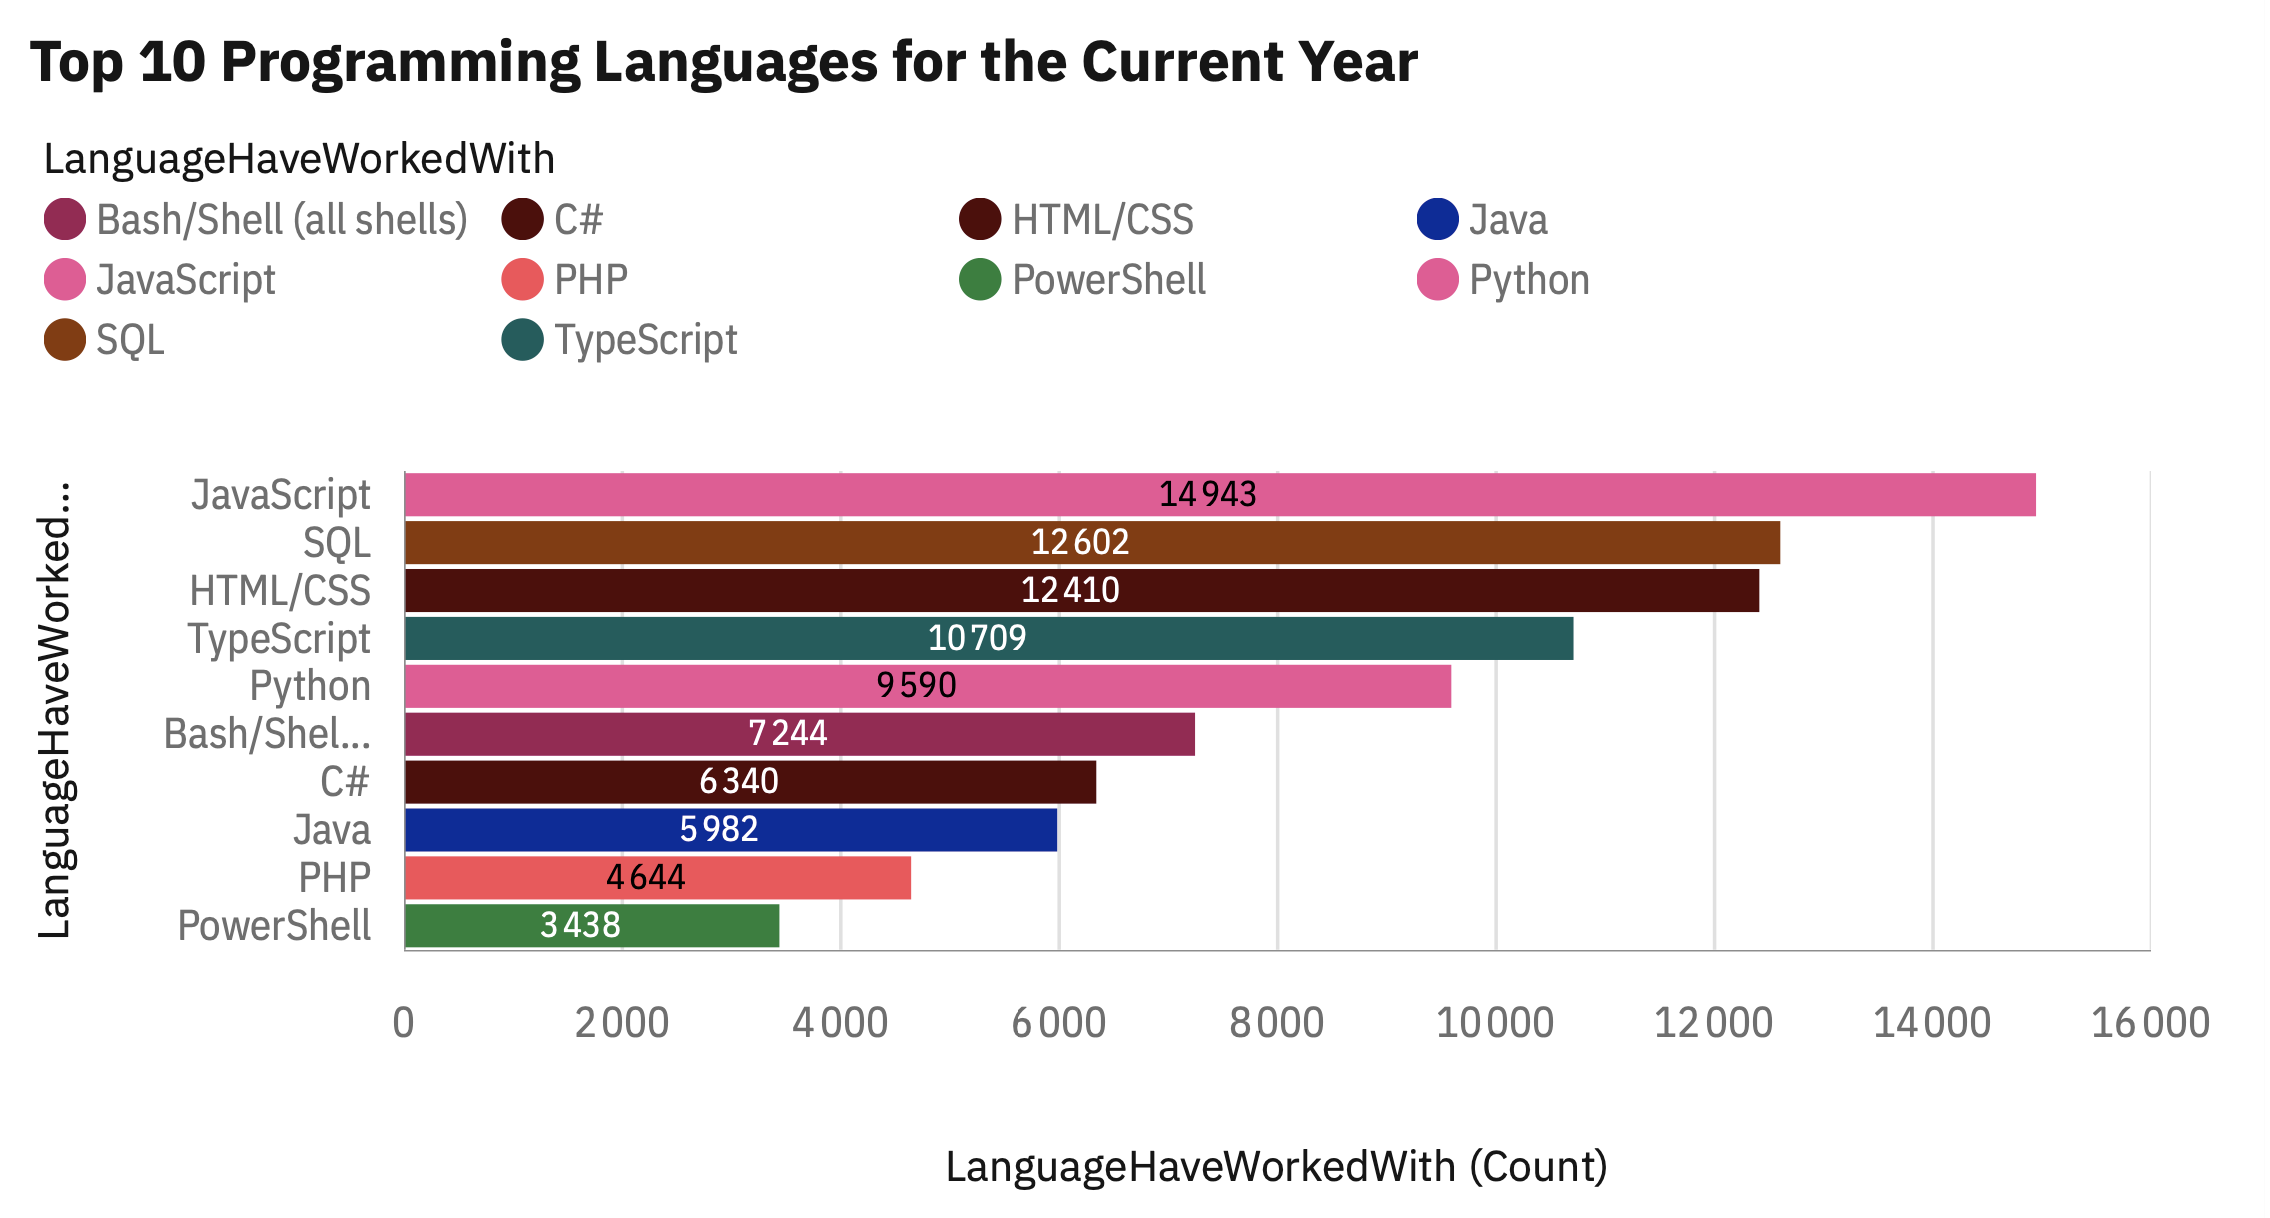 Top 10 Programming Languages for the Current Year
LanguageHaveWorkedWith
Bash/Shell (all shells) C# HTML/CSS Java
JavaScript PHP PowerShell Python
SQL TypeScript
LanguageHaveWorked...
JavaScript 14 943
SQL 12 602
HTML/CSS 12 410
TypeScript 10 709
Python 9 590
Bash/Shel... 7 244
C# 6 340
Java 5 982
PHP 4 644
PowerShell 3 438
0 2 000 4 000 6 000 8 000 10 000 12 000 14 000 16 000
LanguageHaveWorkedWith (Count)